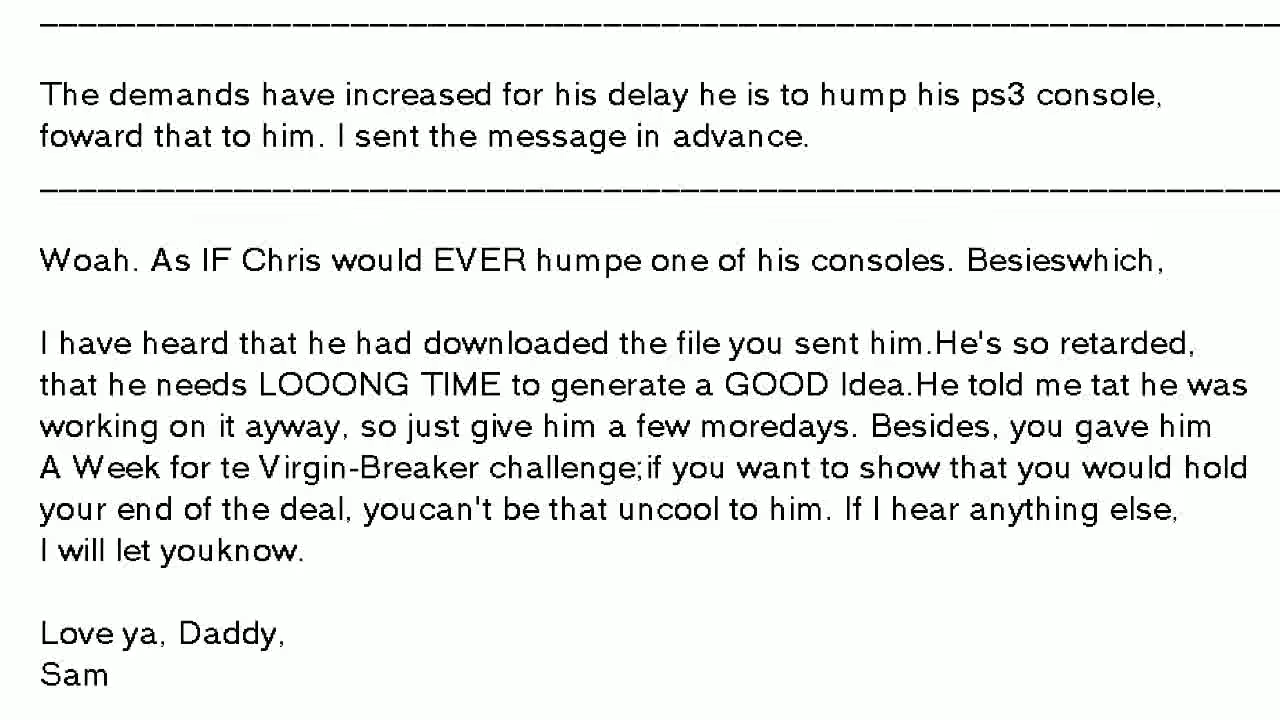 The demands have increased for his delay he is to hump his ps3 console,
foward that to him. I sent the message in advance.
Woah. As IF Chris would EVER humpe one of his consoles. Besieswhich,
I have heard that he had downloaded the file you sent him.He's so retarded,
that he needs LOOONG TIME to generate a GOOD Idea.He told me tat he was
working on it ayway, so just give him a few moredays. Besides, you gave him
A Week for te Virgin-Breaker challenge;if you want to show that you would hold
your end of the deal, youcan't be that uncool to him. If I hear anything else,
I will let youknow.
Love ya, Daddy,
Sam